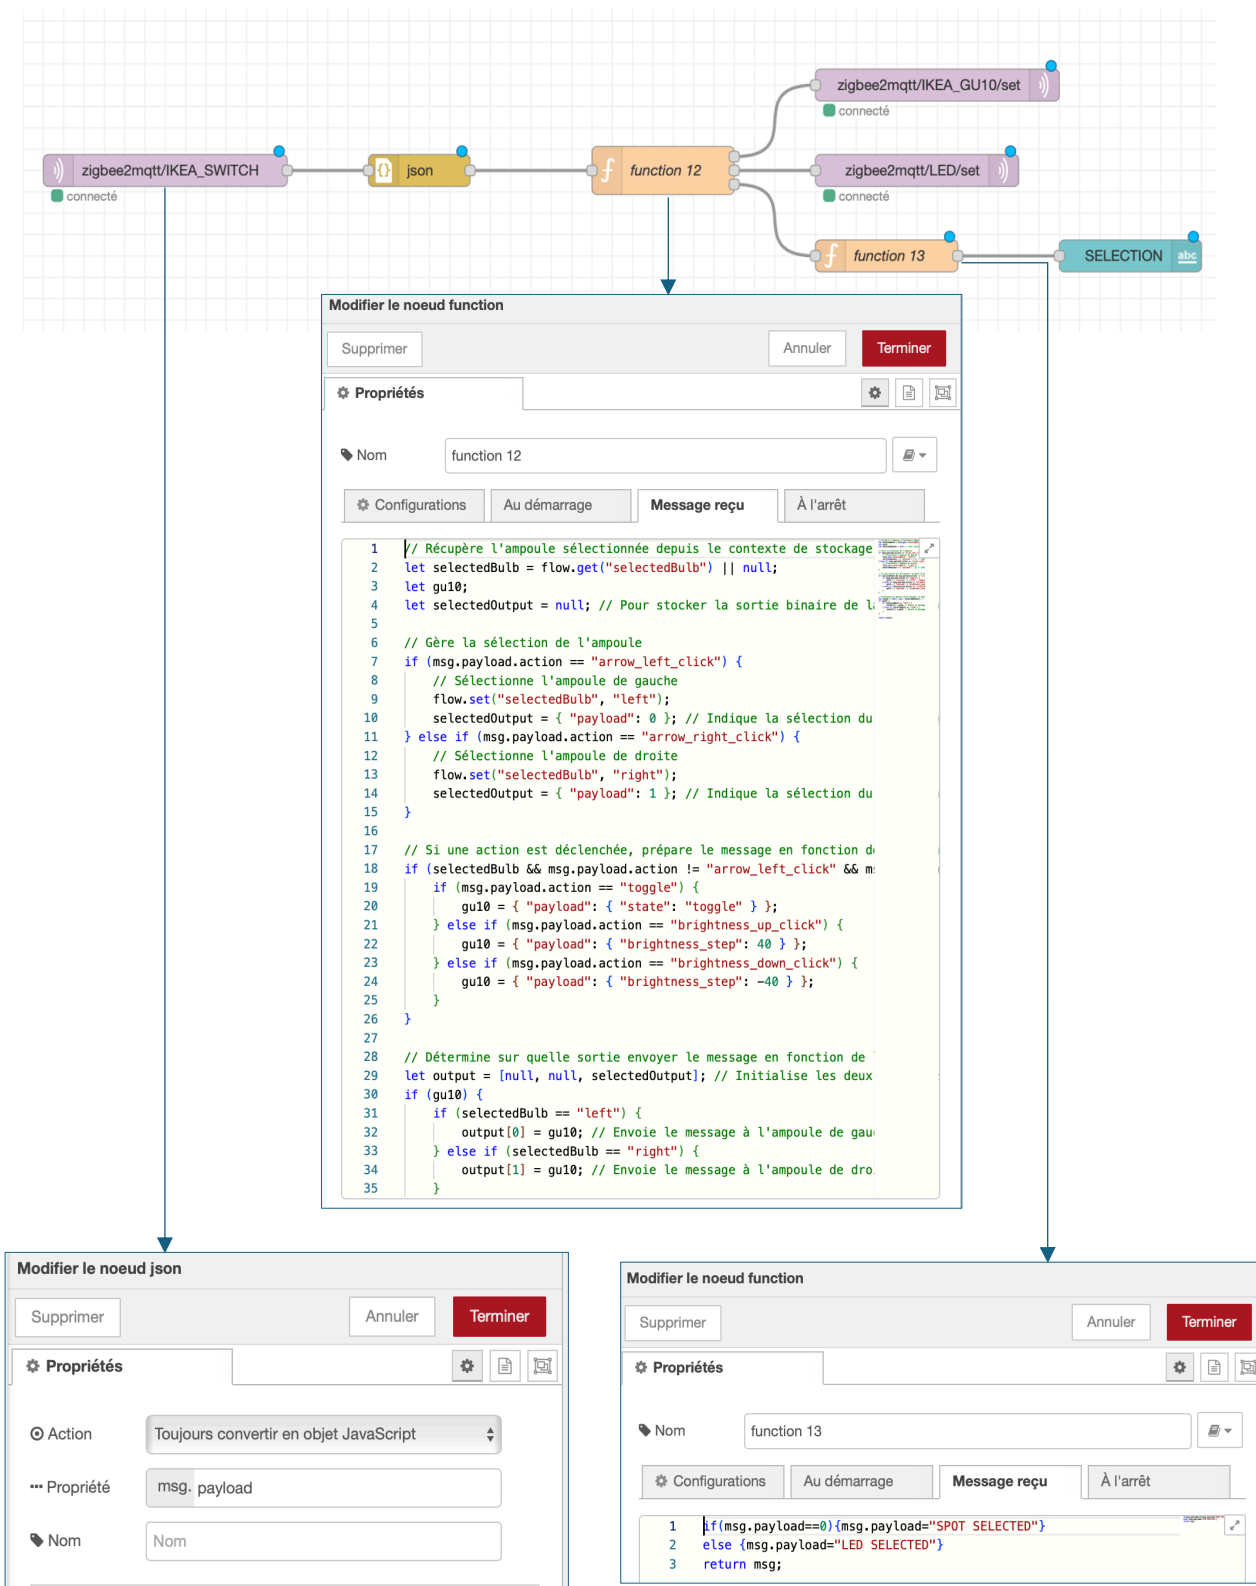 zigbee2mqtt/IKEA_GU10/set
connecté
zigbee2mqtt/IKEA_SWITCH
connecté
json
function 12
zigbee2mqtt/LED/set
connecté
function 13
SELECTION
abc
Modifier le noeud function
Supprimer
Annuler
Terminer
Propriétés
Nom
function 12
Configurations
Au démarrage
Message reçu
À l'arrêt
1 // Récupère l'ampoule sélectionnée depuis le contexte de stockage
2 let selectedBulb = flow.get("selectedBulb") || null;
3 let gu10;
4 let selectedOutput = null; // Pour stocker la sortie binaire de
5
6 // Gère la sélection de l'ampoule
7 if (msg.payload.action == "arrow_left_click") {
8 // Sélectionne l'ampoule de gauche
9 flow.set("selectedBulb", "left");
10 selectedOutput = { "payload": 0 }; // Indique la sélection du
11 } else if (msg.payload.action == "arrow_right_click") {
12 // Sélectionne l'ampoule de droite
13 flow.set("selectedBulb", "right");
14 selectedOutput = { "payload": 1 }; // Indique la sélection du
15 }
16
17 // Si une action est déclenchée, prépare le message en fonction
18 if (selectedBulb && msg.payload.action != "arrow_left_click" &&
19 if (msg.payload.action == "toggle") {
20 gu10 = { "payload": { "state": "toggle" } };
21 } else if (msg.payload.action == "brightness_up_click") {
22 gu10 = { "payload": { "brightness_step": 40 } };
23 } else if (msg.payload.action == "brightness_down_click") {
24 gu10 = { "payload": { "brightness_step": -40 } };
25 }
26 }
27
28 // Détermine sur quelle sortie envoyer le message en fonction de
29 let output = [null, null, selectedOutput]; // Initialise les deux
30 if (gu10) {
31 if (selectedBulb == "left") {
32 output[0] = gu10; // Envoie le message à l'ampoule de
33 } else if (selectedBulb == "right") {
34 output[1] = gu10; // Envoie le message à l'ampoule de
35 }
Modifier le noeud json
Supprimer
Annuler
Terminer
Propriétés
Action
Toujours convertir en objet JavaScript
Propriété
msg. payload
Nom
Nom
Modifier le noeud function
Supprimer
Annuler
Terminer
Propriétés
Nom
function 13
Configurations
Au démarrage
Message reçu
À l'arrêt
1 if(msg.payload==0){msg.payload="SPOT SELECTED"}
2 else {msg.payload="LED SELECTED"}
3 return msg;